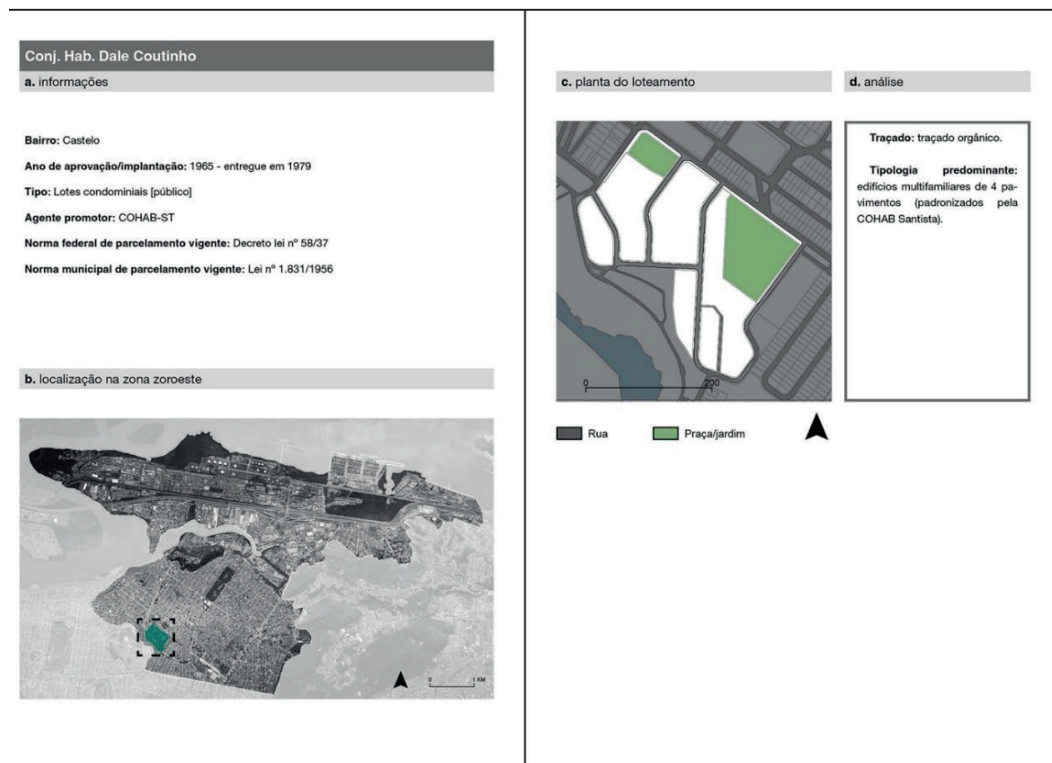 Conj. Hab. Dale Coutinho
a. informações
Bairro: Castelo
Ano de aprovação/implantação: 1965 - entregue em 1979
Tipo: Lotes condominiais [público]
Agente promotor: COHAB-ST
Norma federal de parcelamento vigente: Decreto lei nº 58/37
Norma municipal de parcelamento vigente: Lei nº 1.831/1956
b. localização na zona zoroeste
0 1 KM
c. planta do loteamento
0 200
Rua
Praça/jardim
d. análise
Traçado: traçado orgânico.
Tipologia predominante:
edifícios multifamiliares de 4 pa-
vimentos (padronizados pela
COHAB Santista).